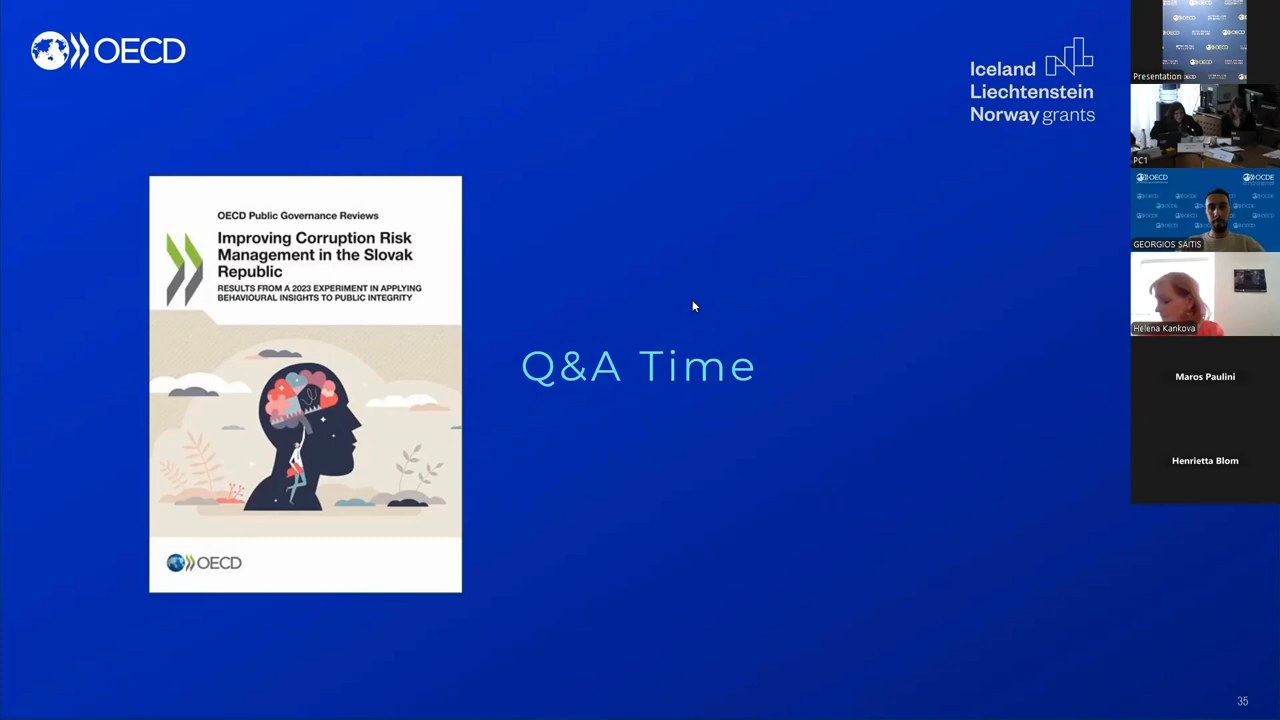 OECD
Iceland
Liechtenstein
Norway grants
OECD Public Governance Reviews
Improving Corruption Risk
Management in the Slovak
Republic
RESULTS FROM A 2023 EXPERIMENT IN APPLYING
BEHAVIOURAL INSIGHTS TO PUBLIC INTEGRITY
OECD
Q&A Time
35
Presentation
PC1
OECD
OCDE
GEORGIOS SAITIS
Helena Kankova
Maros Paulini
Henrietta Blom